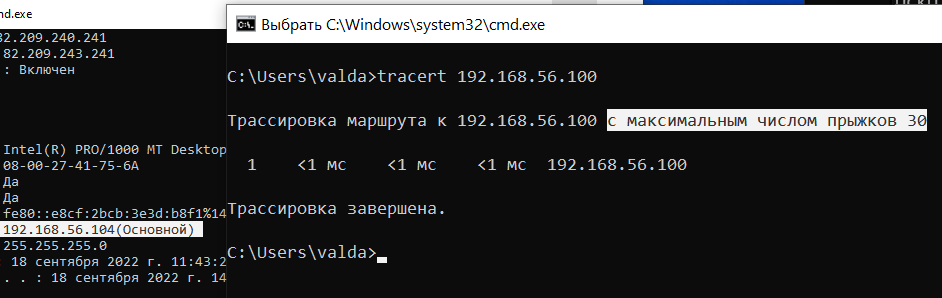 md.exe
82.209.240.241
82.209.243.241
: Включен
Intel(R) PRO/1000 MT Desktop
08-00-27-41-75-6A
Да
Да
fe80::e8cf:2bcb:3e3d:b8f1%14
192.168.56.104(Основной)
255.255.255.0
: 18 сентября 2022 г. 11:43:2
. . : 18 сентября 2022 г. 14
Выбрать C:\Windows\system32\cmd.exe
C:\Users\valda>tracert 192.168.56.100
Трассировка маршрута к 192.168.56.100 с максимальным числом прыжков 30
1 <1 мс <1 мс <1 мс 192.168.56.100
Трассировка завершена.
C:\Users\valda>